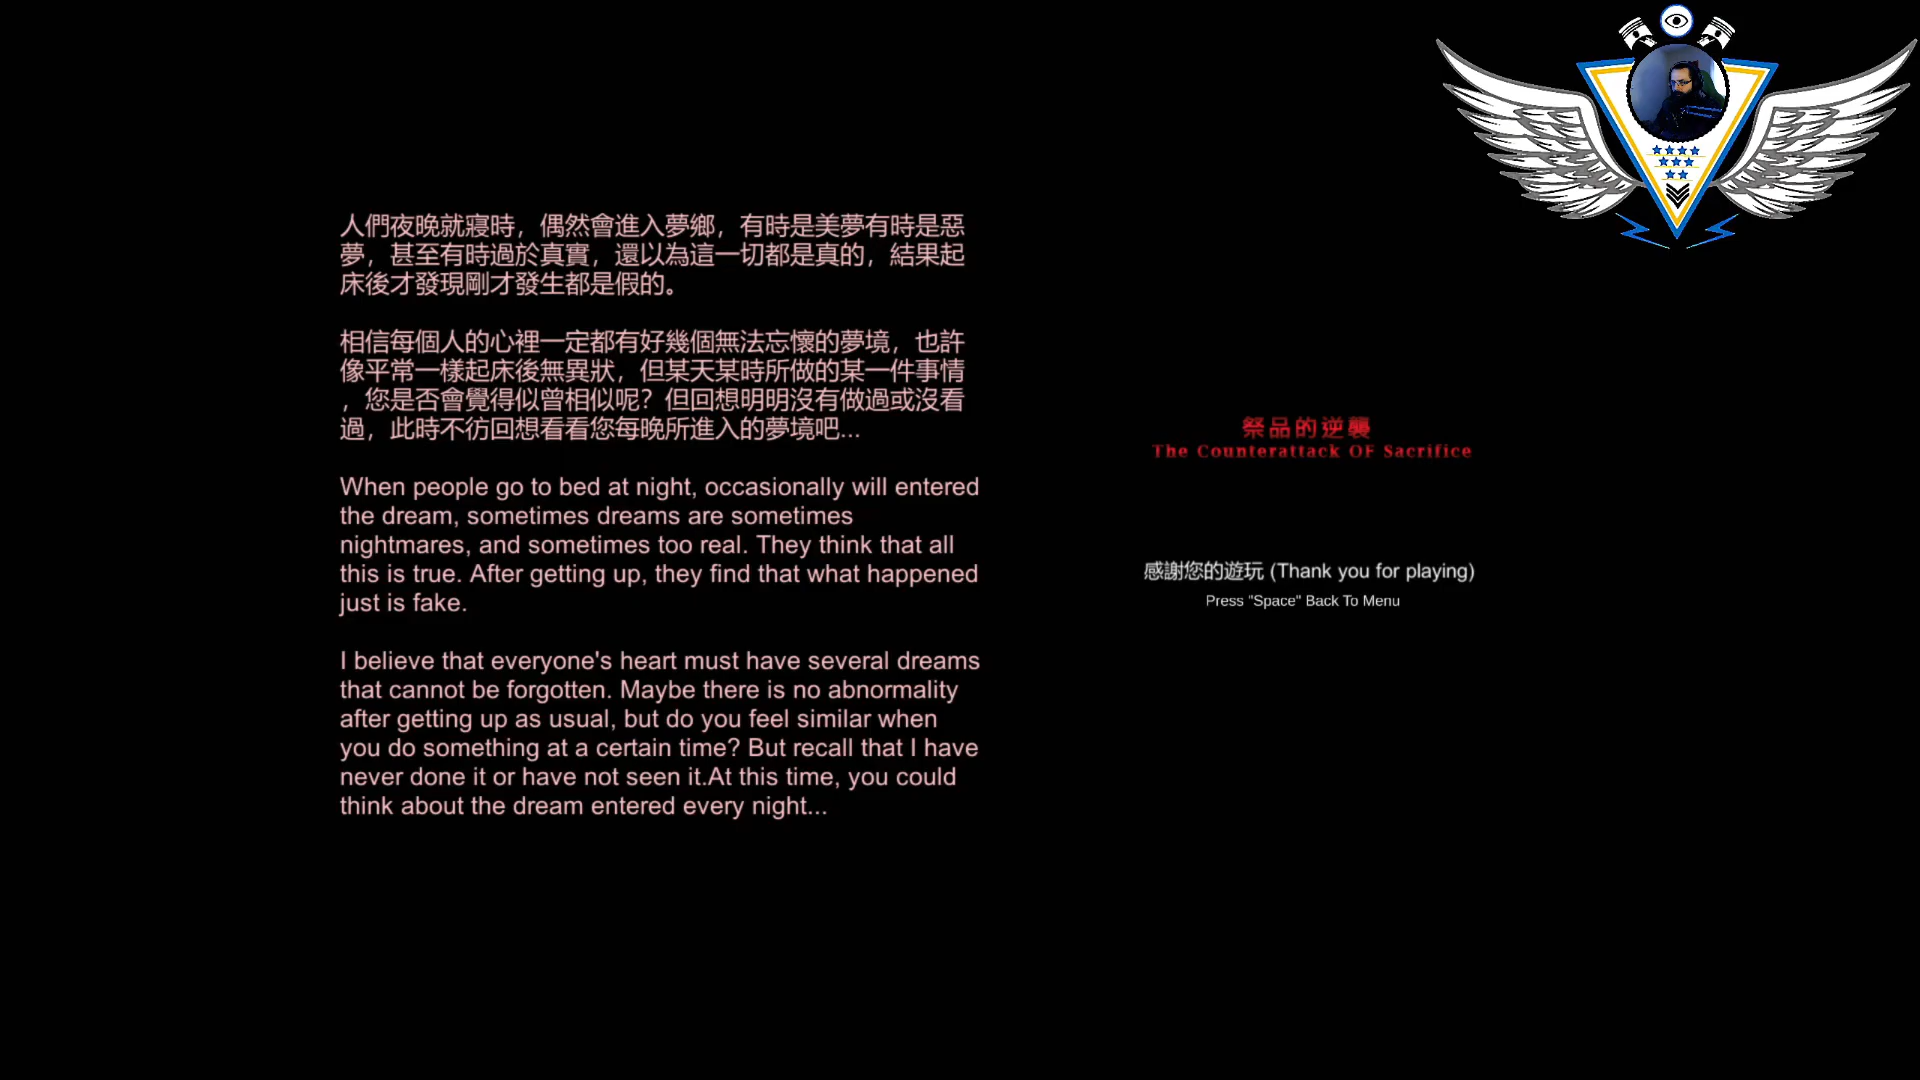 人們夜晚就寢時，偶然會進入夢鄉，有時是美夢有時是惡
夢，甚至有時過於真實，還以為這一切都是真的，結果起
床後才發現剛才發生都是假的。
相信每個人的心裡一定都有好幾個無法忘懷的夢境，也許
像平常一樣起床後無異狀，但某天某時所做的某一件事情
，您是否會覺得似曾相似呢？但回想明明沒有做過或沒看
過，此時不彷回想看看您每晚所進入的夢境吧...
When people go to bed at night, occasionally will entered
the dream, sometimes dreams are sometimes
nightmares, and sometimes too real. They think that all
this is true. After getting up, they find that what happened
just is fake.
I believe that everyone's heart must have several dreams
that cannot be forgotten. Maybe there is no abnormality
after getting up as usual, but do you feel similar when
you do something at a certain time? But recall that I have
never done it or have not seen it.At this time, you could
think about the dream entered every night...
祭品的逆襲
The Counterattack OF Sacrifice
感謝您的遊玩 (Thank you for playing)
Press "Space" Back To Menu